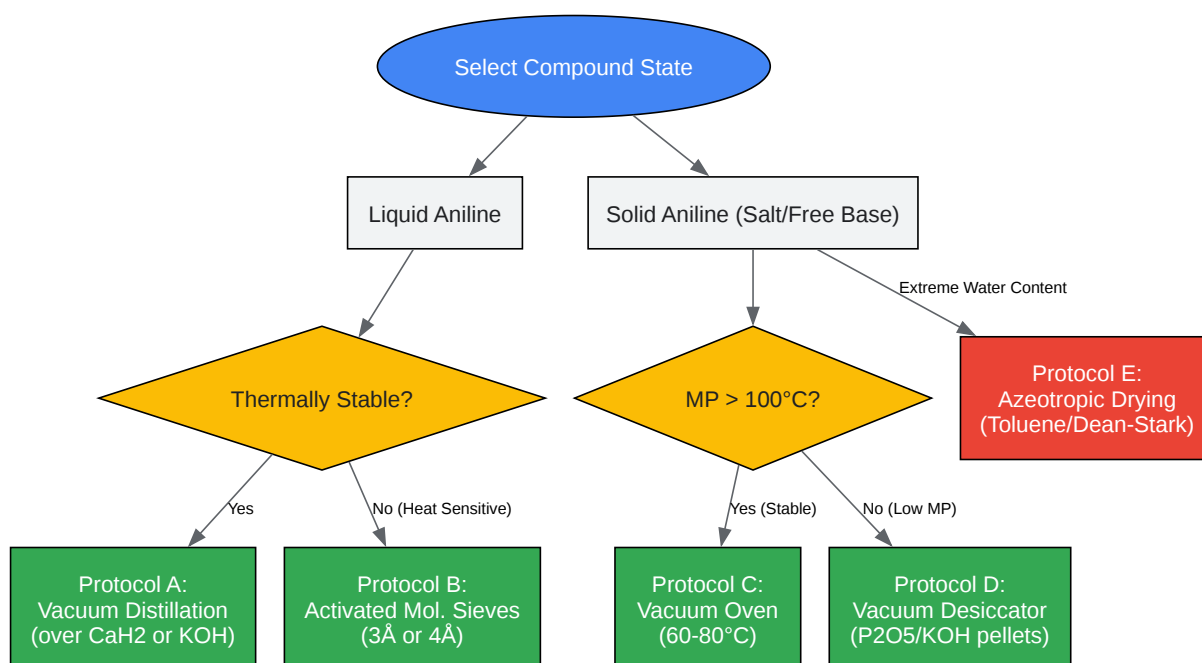 Select Compound State
Liquid Aniline
Solid Aniline (Salt/Free Base)
Extreme Water Content
Thermally Stable?
MP > 100°C?
Protocol E:
Azeotropic Drying
(Toluene/Dean-Stark)
Yes
No (Heat Sensitive)
Yes (Stable)
No (Low MP)
Protocol A:
Vacuum Distillation
(over CaH2 or KOH)
Protocol B:
Activated Mol. Sieves
(3Å or 4Å)
Protocol C:
Vacuum Oven
(60-80°C)
Protocol D:
Vacuum Desiccator
(P2O5/KOH pellets)